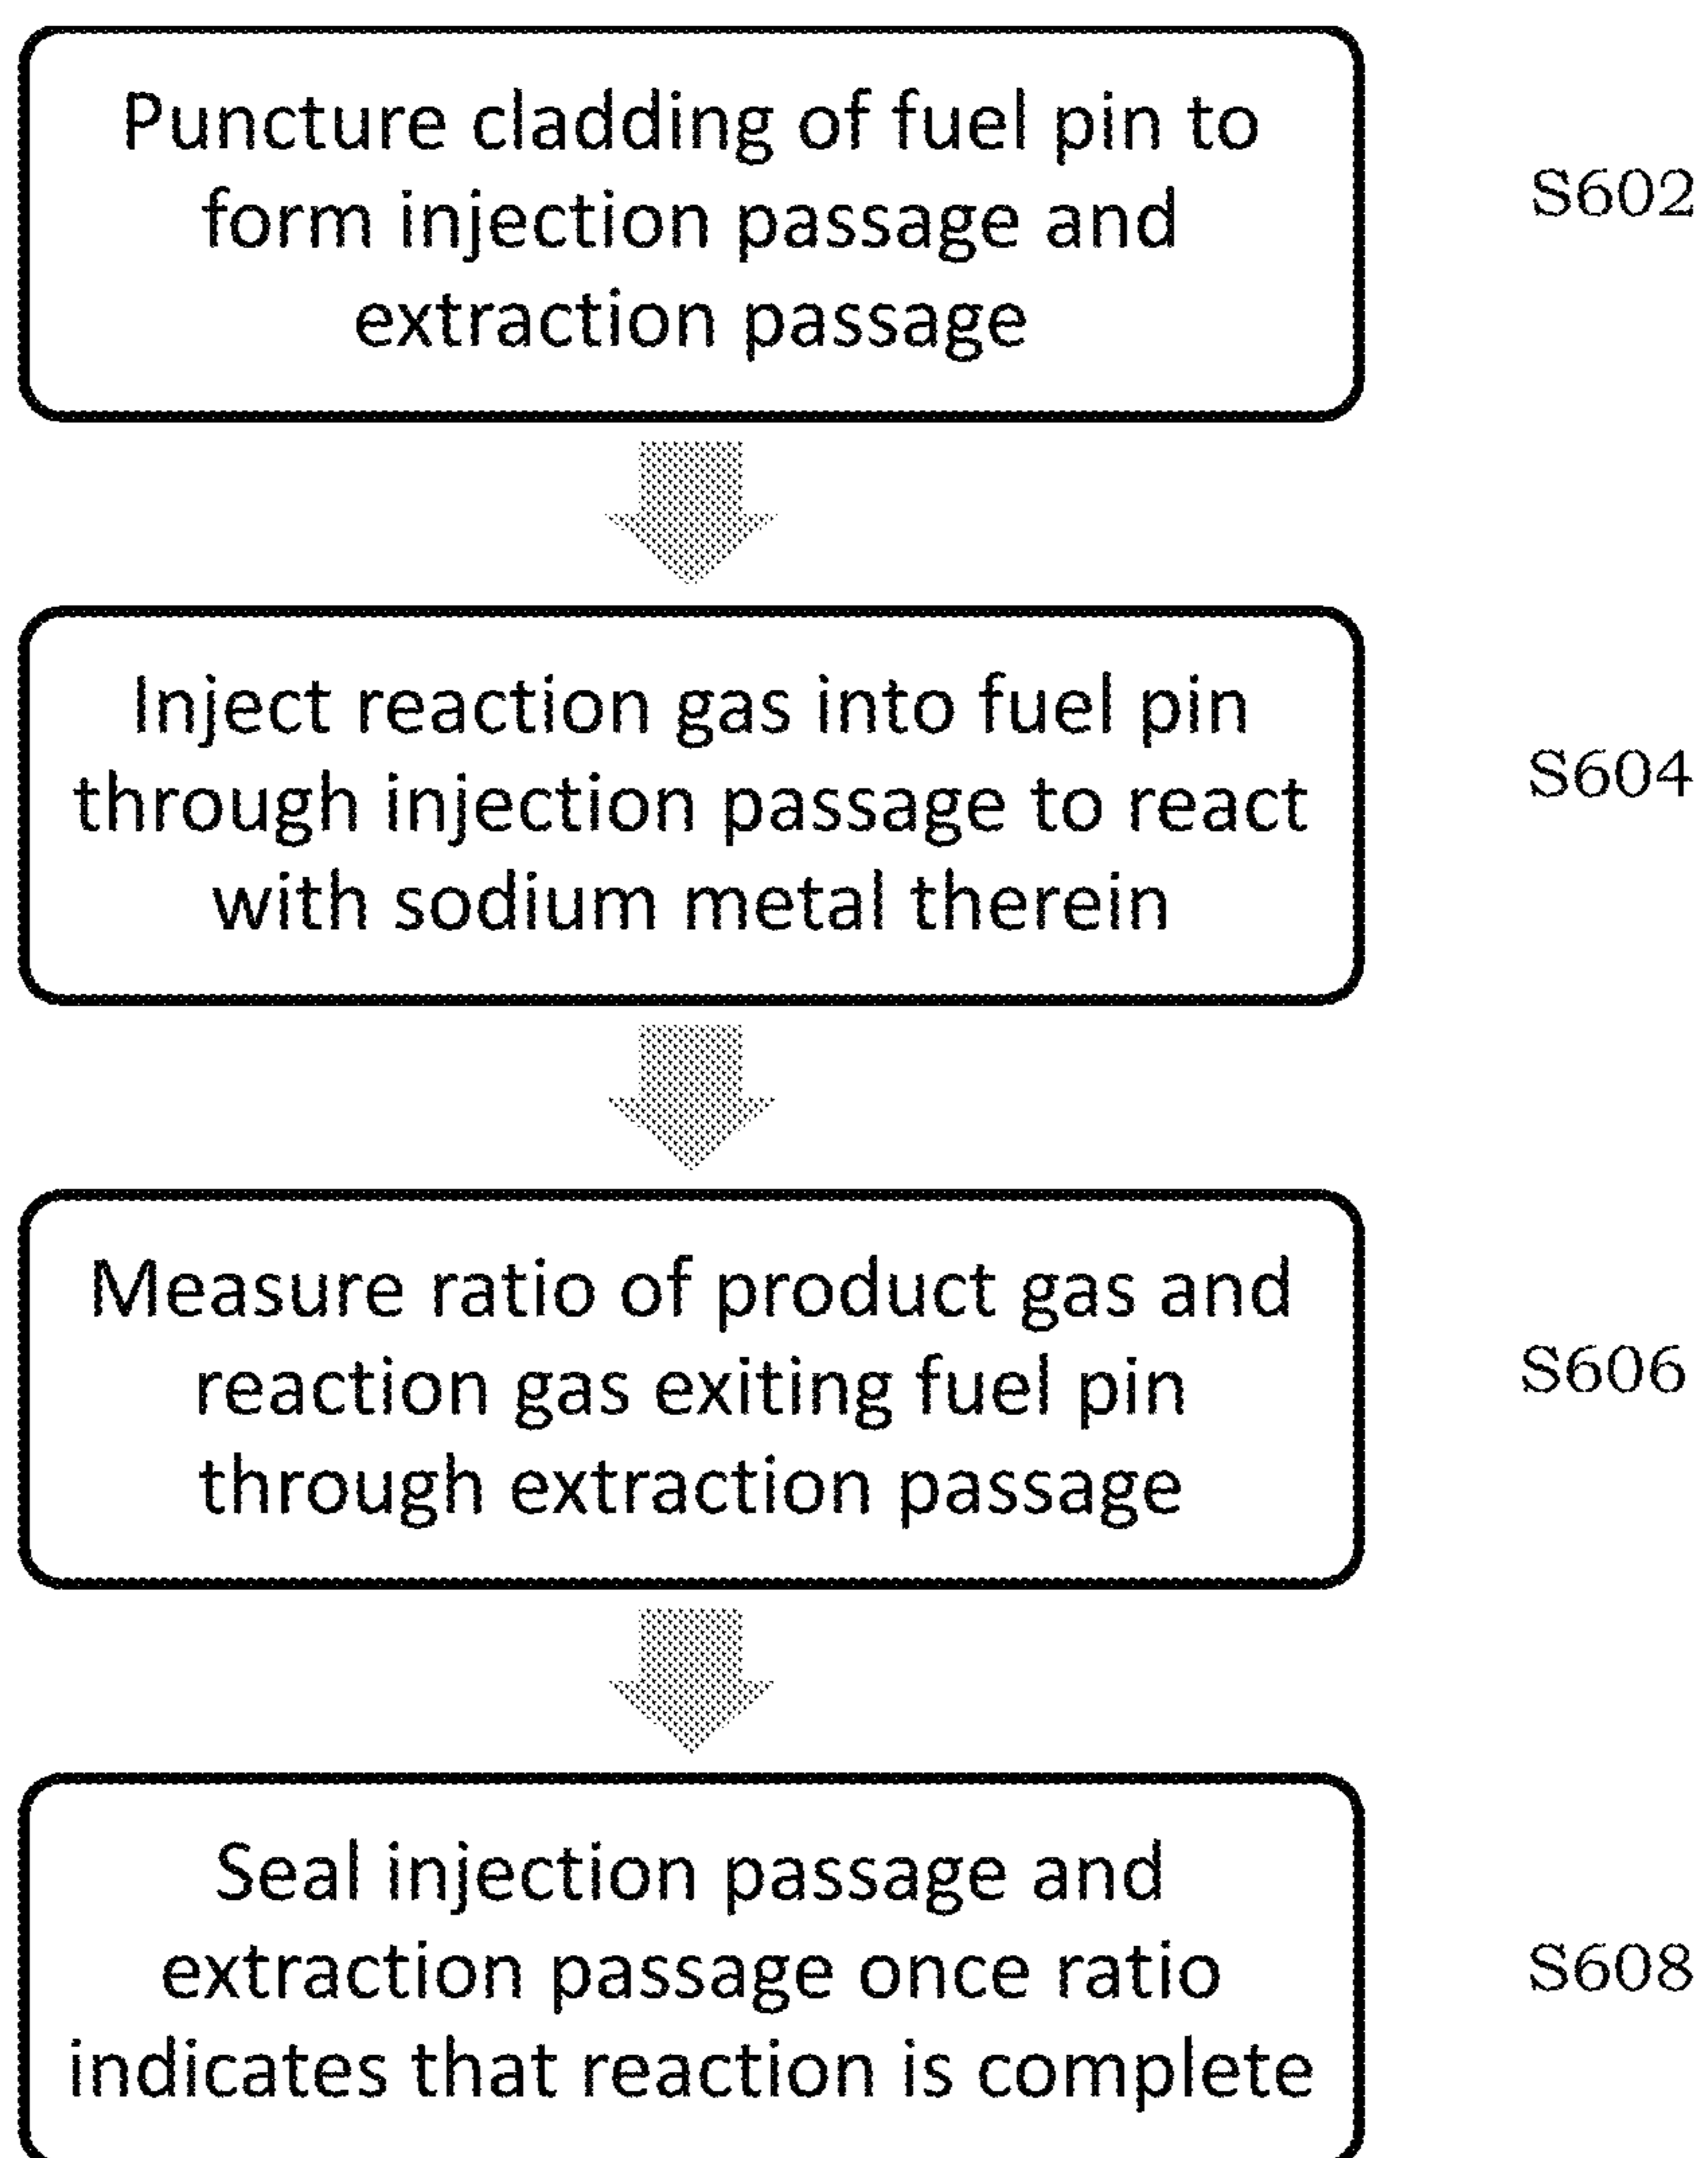 Puncture cladding of fuel pin to
form injection passage and
extraction passage
S602
Inject reaction gas into fuel pin
through injection passage to react
with sodium metal therein
S604
Measure ratio of product gas and
reaction gas exiting fuel pin
through extraction passage
S606
Seal injection passage and
extraction passage once ratio
indicates that reaction is complete
S608